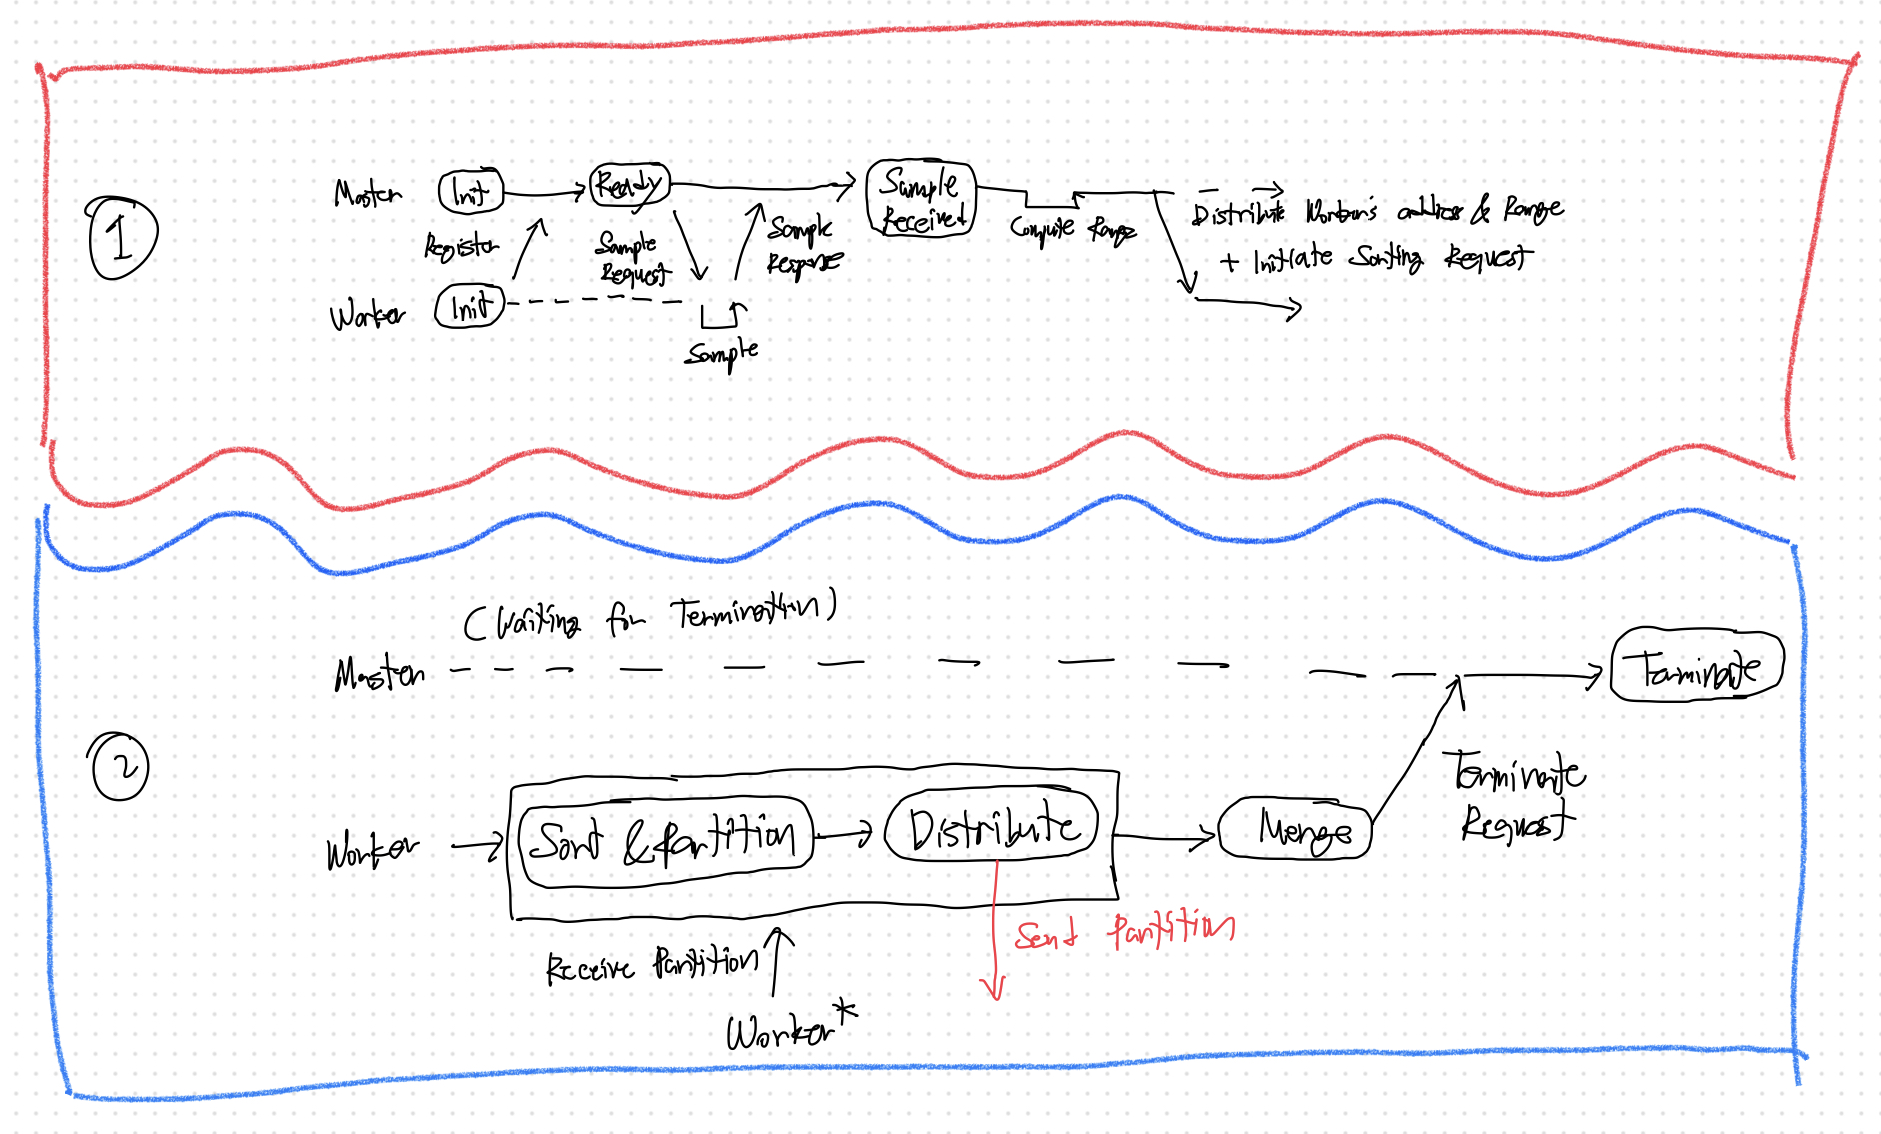 1
Master
Init
Ready
Sample
Received
Register
Sample
Request
Sample
Response
Compute Range
Distribute Worker's address & Range
+ Initiate Sorting Request
Worker
Init
Sample
(Waiting for Termination)
Master
Terminate
2
Terminate
Request
Worker
Sort & Partition
Distribute
Merge
Send Partition
Receive Partition
Worker*